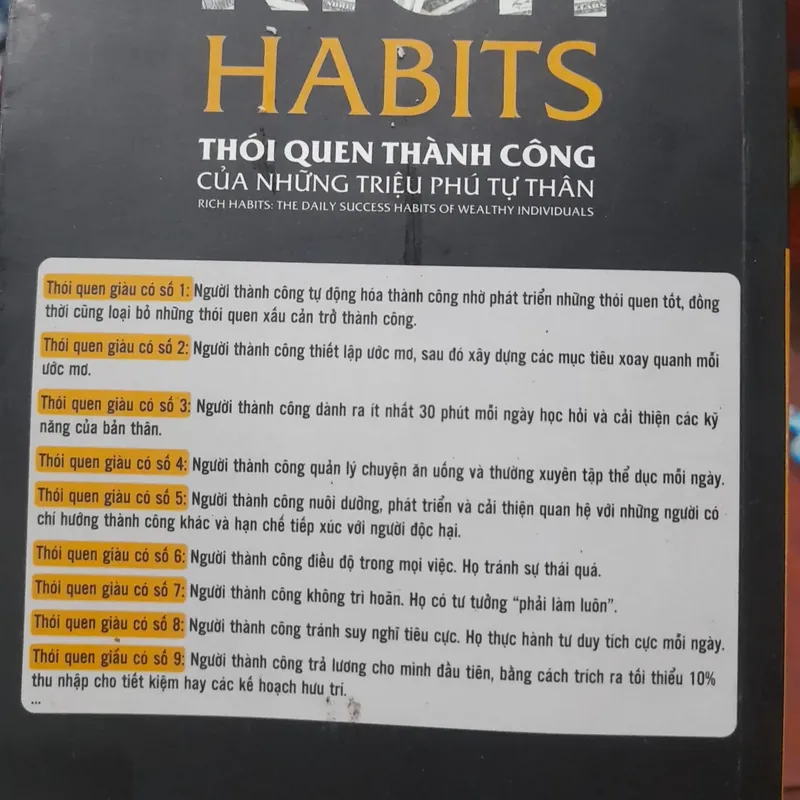 RICH
HABITS
THÓI QUEN THÀNH CÔNG
CỦA NHỮNG TRIỆU PHÚ TỰ THÂN
RICH HABITS: THE DAILY SUCCESS HABITS OF WEALTHY INDIVIDUALS
Thói quen giàu có số 1: Người thành công tự động hóa thành công nhờ phát triển những thói quen tốt, đồng
thời cũng loại bỏ những thói quen xấu cản trở thành công.
Thói quen giàu có số 2: Người thành công thiết lập ước mơ, sau đó xây dựng các mục tiêu xoay quanh mỗi
ước mơ.
Thói quen giàu có số 3: Người thành công dành ra ít nhất 30 phút mỗi ngày học hỏi và cải thiện các kỹ
năng của bản thân.
Thói quen giàu có số 4: Người thành công quản lý chuyện ăn uống và thường xuyên tập thể dục mỗi ngày.
Thói quen giàu có số 5: Người thành công nuôi dưỡng, phát triển và cải thiện quan hệ với những người có
chí hướng thành công khác và hạn chế tiếp xúc với người độc hại.
Thói quen giàu có số 6: Người thành công điều độ trong mọi việc. Họ tránh sự thái quá.
Thói quen giàu có số 7: Người thành công không trì hoãn. Họ có tư tưởng “phải làm luôn”.
Thói quen giàu có số 8: Người thành công tránh suy nghĩ tiêu cực. Họ thực hành tư duy tích cực mỗi ngày.
Thói quen giấu có số 9: Người thành công trả lương cho mình đầu tiên, bằng cách trích ra tối thiểu 10%
thu nhập cho tiết kiệm hay các kế hoạch hưu trí.
...